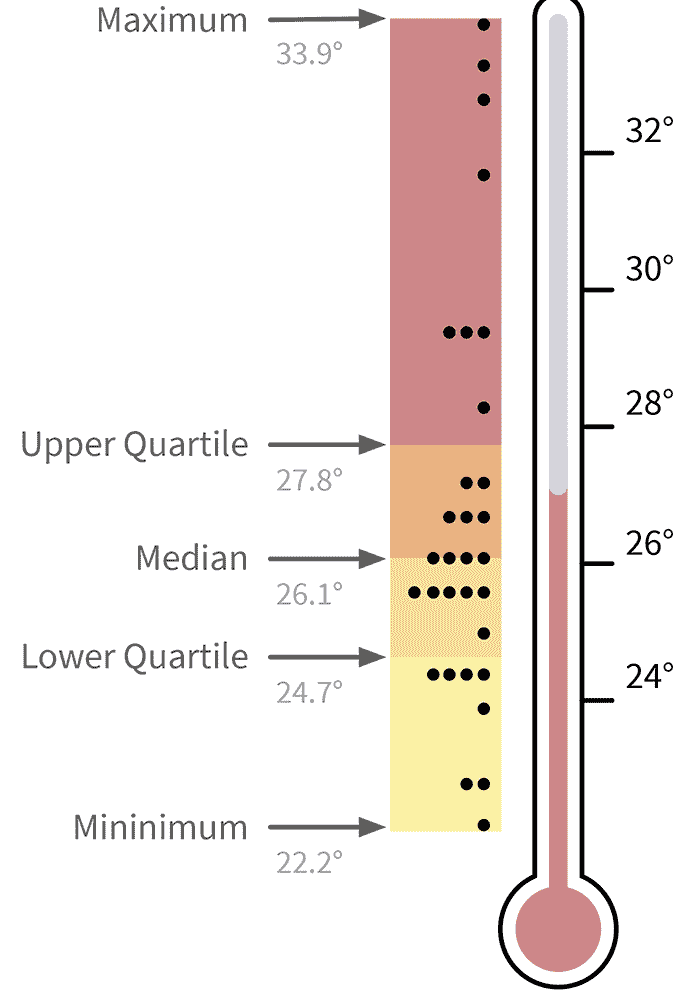 Maximum
33.9°
32°
30°
28°
Upper Quartile
27.8°
26°
Median
26.1°
Lower Quartile
24.7°
24°
Mininimum
22.2°